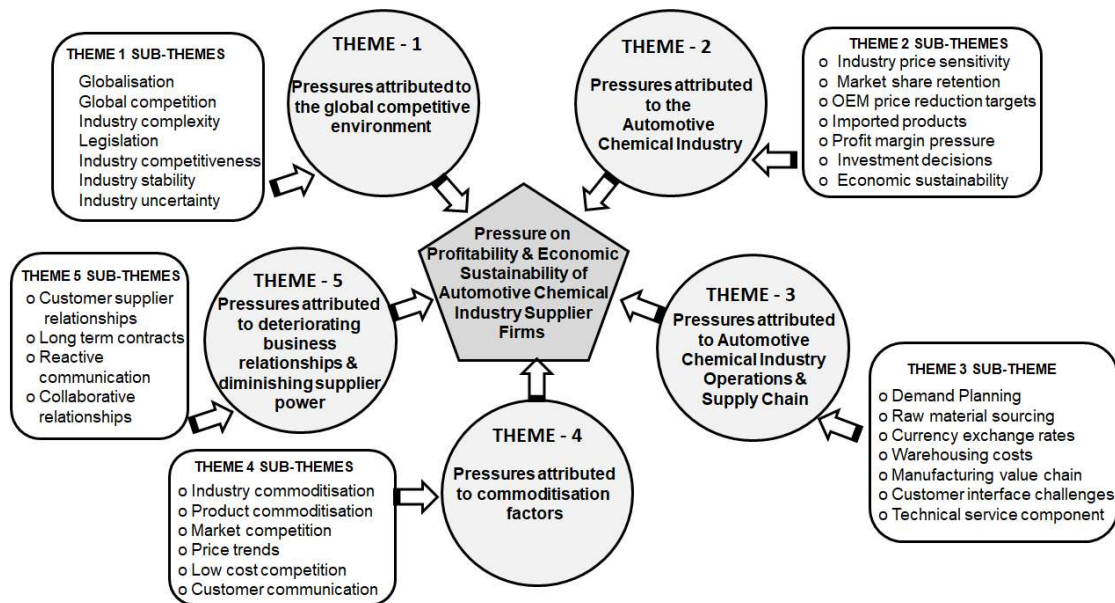 THEME 1 SUB-THEMES
Globalisation
Global competition
Industry complexity
Legislation
Industry competitiveness
Industry stability
Industry uncertainty
THEME - 1
Pressures attributed to
the global competitive
environment
THEME - 2
Pressures attributed
to the
Automotive
Chemical Industry
THEME 2 SUB-THEMES
o Industry price sensitivity
o Market share retention
o OEM price reduction targets
o Imported products
o Profit margin pressure
o Investment decisions
o Economic sustainability
Pressure on
Profitability & Economic
Sustainability of
Automotive Chemical
Industry Supplier
Firms
THEME 5 SUB-THEMES
o Customer supplier
relationships
o Long term contracts
o Reactive
communication
o Collaborative
relationships
THEME - 5
Pressures attributed
to deteriorating
business
relationships &
diminishing supplier
power
THEME - 3
Pressures attributed
to Automotive
Chemical Industry
Operations &
Supply Chain
THEME 3 SUB-THEME
o Demand Planning
o Raw material sourcing
o Currency exchange rates
o Warehousing costs
o Manufacturing value chain
o Customer interface challenges
o Technical service component
THEME 4 SUB-THEMES
o Industry commoditisation
o Product commoditisation
o Market competition
o Price trends
o Low cost competition
o Customer communication
THEME - 4
Pressures attributed
to commoditisation
factors